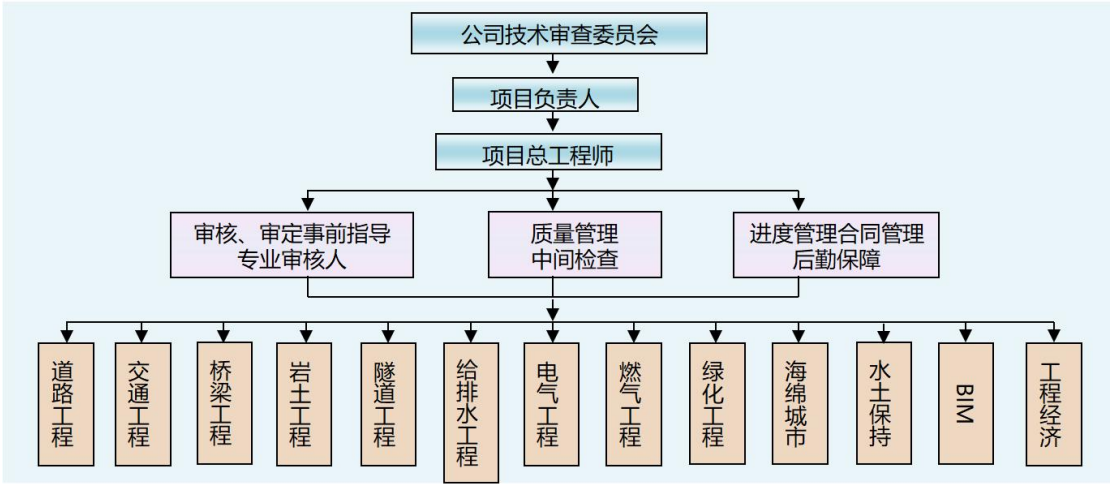 公司技术审查委员会
项目负责人
项目总工程师
审核、审定事前指导
专业审核人
质量管理
中间检查
进度管理合同管理
后勤保障
道路工程
交通工程
桥梁工程
岩土工程
隧道工程
给排水工程
电气工程
燃气工程
绿化工程
海绵城市
水土保持
BIM
工程经济